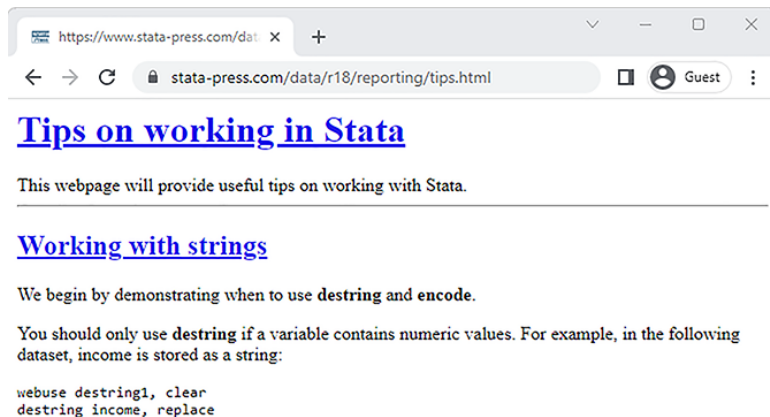 https://www.stata-press.com/dat
stata-press.com/data/r18/reporting/tips.html
Guest
Tips on working in Stata
This webpage will provide useful tips on working with Stata.
Working with strings
We begin by demonstrating when to use destring and encode.
You should only use destring if a variable contains numeric values. For example, in the following
dataset, income is stored as a string:
webuse destring1, clear
destring income, replace